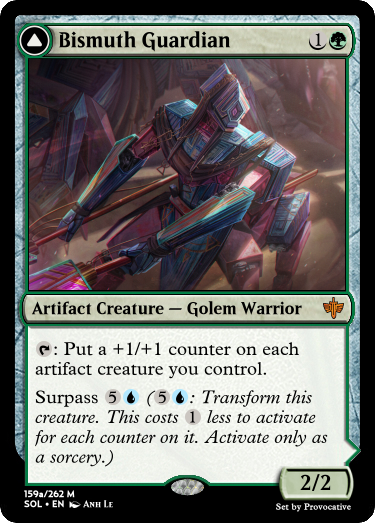 Bismuth Guardian 1
Artifact Creature — Golem Warrior
: Put a +1/+1 counter on each
artifact creature you control.
Surpass 5 (5: Transform this
creature. This costs 1 less to activate
for each counter on it. Activate only as
a sorcery.)
2/2
159a/262 M
SOL • EN Anh Le
Set by Provocative